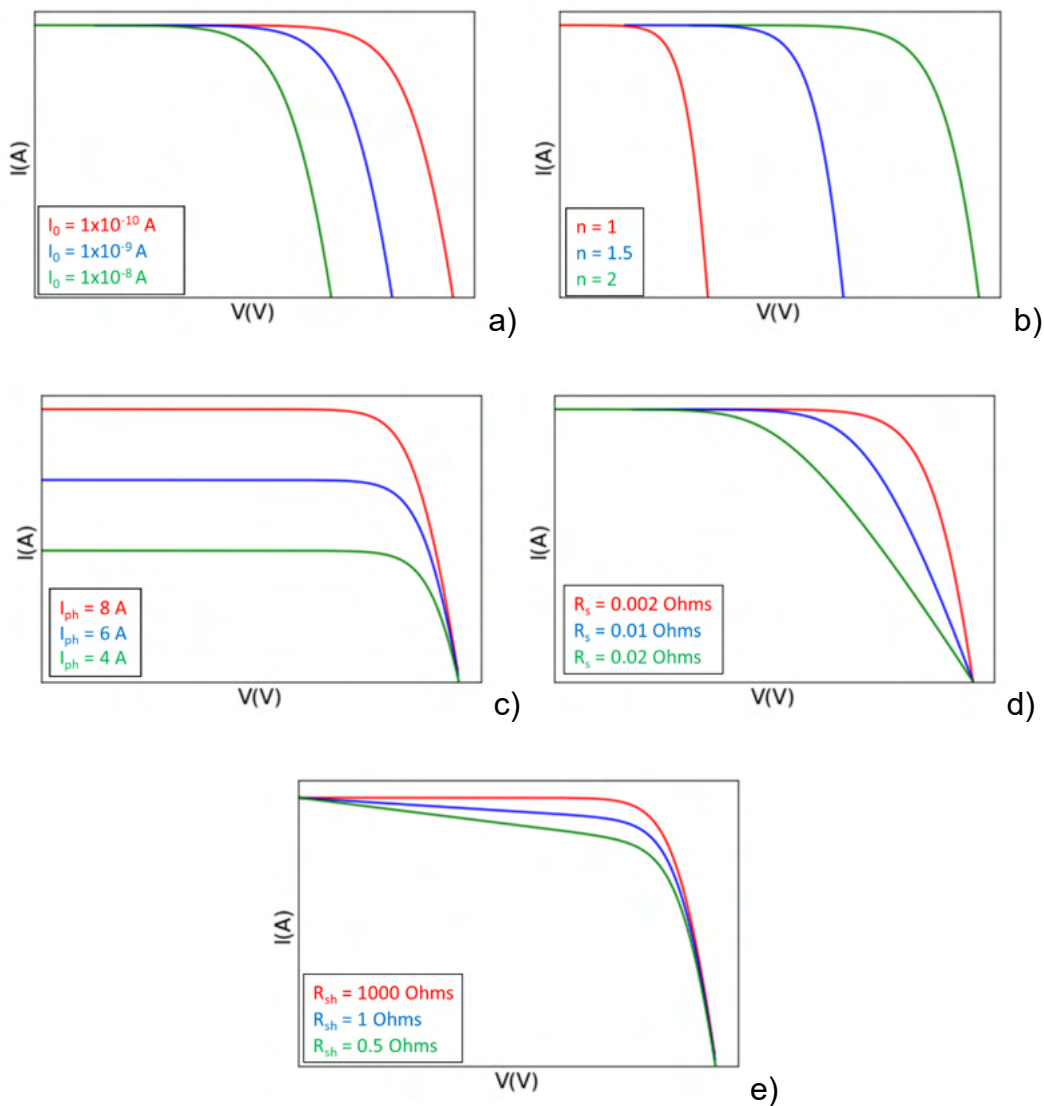 I(A)
I₀ = 1x10⁻¹⁰ A
I₀ = 1x10⁻⁹ A
I₀ = 1x10⁻⁸ A
V(V)
a)
I(A)
n = 1
n = 1.5
n = 2
V(V)
b)
I(A)
Iₚₕ = 8 A
Iₚₕ = 6 A
Iₚₕ = 4 A
V(V)
c)
I(A)
Rₛ = 0.002 Ohms
Rₛ = 0.01 Ohms
Rₛ = 0.02 Ohms
V(V)
d)
I(A)
Rₛₕ = 1000 Ohms
Rₛₕ = 1 Ohms
Rₛₕ = 0.5 Ohms
V(V)
e)